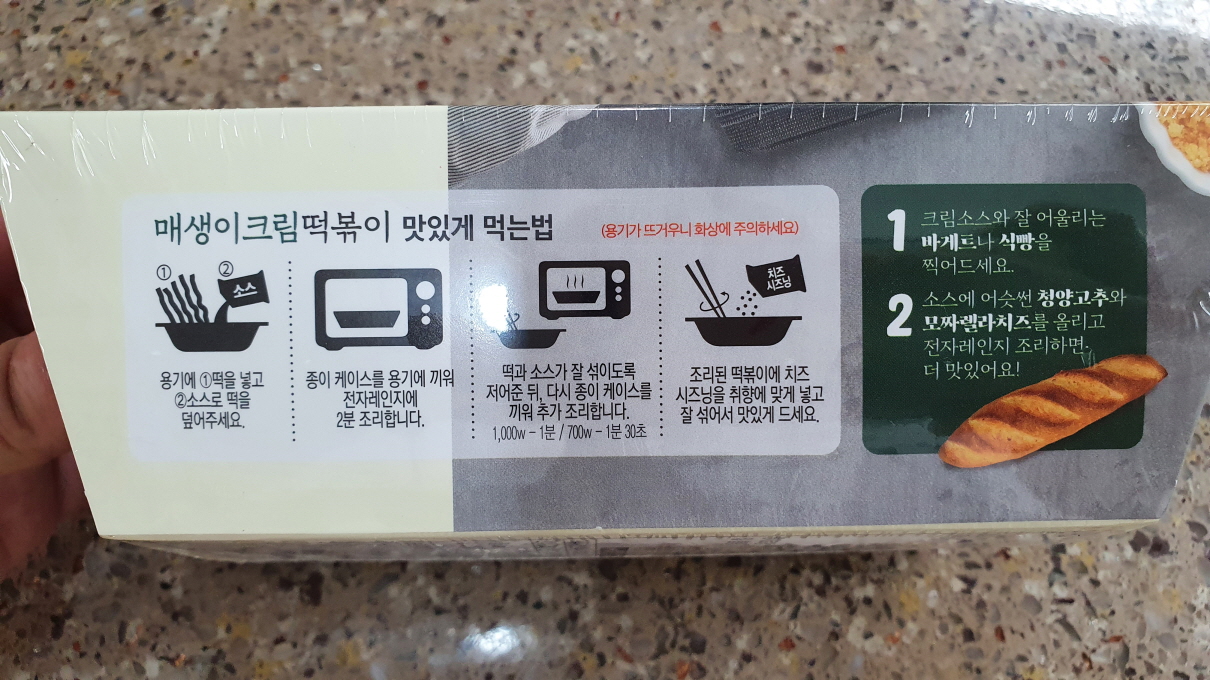 매생이크림떡볶이 맛있게 먹는법
(용기가 뜨거우니 화상에 주의하세요)
①
②
소스
용기에 ①떡을 넣고
②소스로 떡을
덮어주세요.
종이 케이스를 용기에 끼워
전자레인지에
2분 조리합니다.
떡과 소스가 잘 섞이도록
저어준 뒤, 다시 종이 케이스를
끼워 추가 조리합니다.
1,000w – 1분 / 700w – 1분 30초
치즈
시즈닝
조리된 떡볶이에 치즈
시즈닝을 취향에 맞게 넣고
잘 섞어서 맛있게 드세요.
1 크림소스와 잘 어울리는
바게트나 식빵을
찍어드세요.
2 소스에 어슷썬 청양고추와
모짜렐라치즈를 올리고
전자레인지 조리하면,
더 맛있어요!